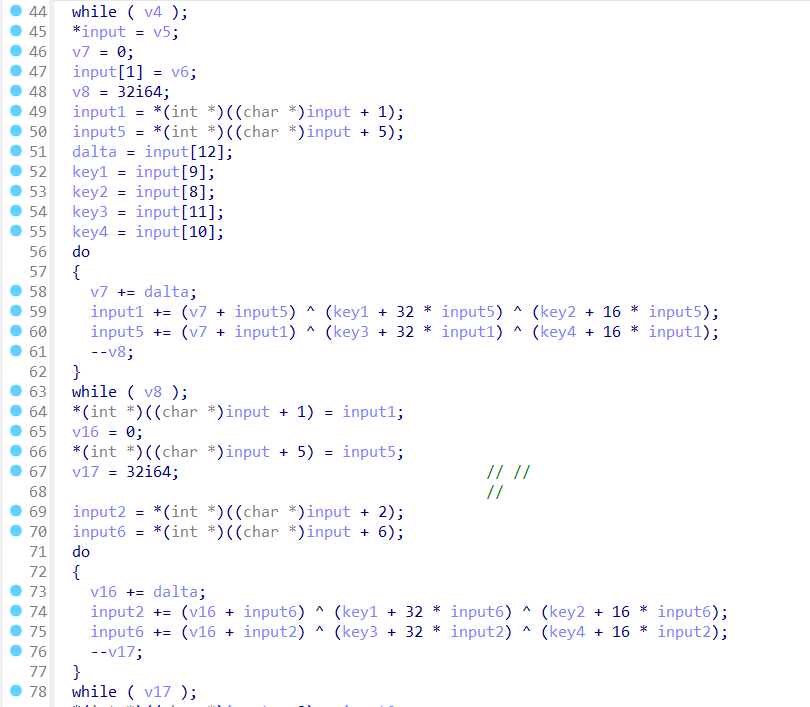 44 while ( v4 );
45 *input = v5;
46 v7 = 0;
47 input[1] = v6;
48 v8 = 32i64;
49 input1 = *(int *)((char *)input + 1);
50 input5 = *(int *)((char *)input + 5);
51 dalta = input[12];
52 key1 = input[9];
53 key2 = input[8];
54 key3 = input[11];
55 key4 = input[10];
56 do
57 {
58 v7 += dalta;
59 input1 += (v7 + input5) ^ (key1 + 32 * input5) ^ (key2 + 16 * input5);
60 input5 += (v7 + input1) ^ (key3 + 32 * input1) ^ (key4 + 16 * input1);
61 --v8;
62 }
63 while ( v8 );
64 *(int *)((char *)input + 1) = input1;
65 v16 = 0;
66 *(int *)((char *)input + 5) = input5;
67 v17 = 32i64; // //
68 //
69 input2 = *(int *)((char *)input + 2);
70 input6 = *(int *)((char *)input + 6);
71 do
72 {
73 v16 += dalta;
74 input2 += (v16 + input6) ^ (key1 + 32 * input6) ^ (key2 + 16 * input6);
75 input6 += (v16 + input2) ^ (key3 + 32 * input2) ^ (key4 + 16 * input2);
76 --v17;
77 }
78 while ( v17 );